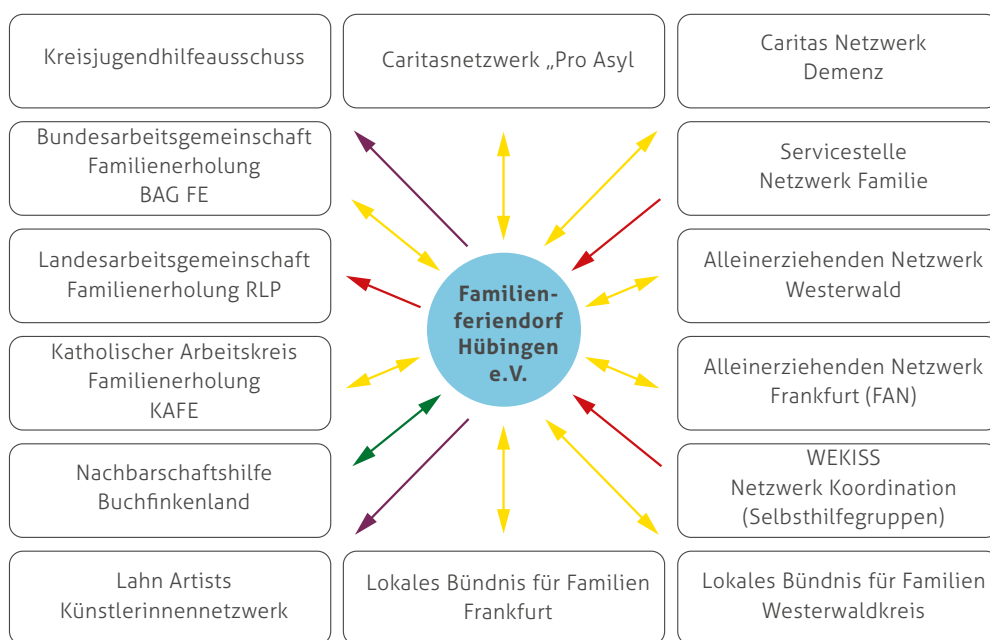 Kreisjugendhilfeausschuss
Caritasnetzwerk „Pro Asyl
Caritas Netzwerk
Demenz
Bundesarbeitsgemeinschaft
Familienerholung
BAG FE
Servicestelle
Netzwerk Familie
Landesarbeitsgemeinschaft
Familienerholung RLP
Familien-
feriendorf
Hübingen
e.V.
Alleinerziehenden Netzwerk
Westerwald
Katholischer Arbeitskreis
Familienerholung
KAFE
Alleinerziehenden Netzwerk
Frankfurt (FAN)
Nachbarschaftshilfe
Buchfinkenland
WEKISS
Netzwerk Koordination
(Selbsthilfegruppen)
Lahn Artists
Künstlerinnennetzwerk
Lokales Bündnis für Familien
Frankfurt
Lokales Bündnis für Familien
Westerwaldkreis